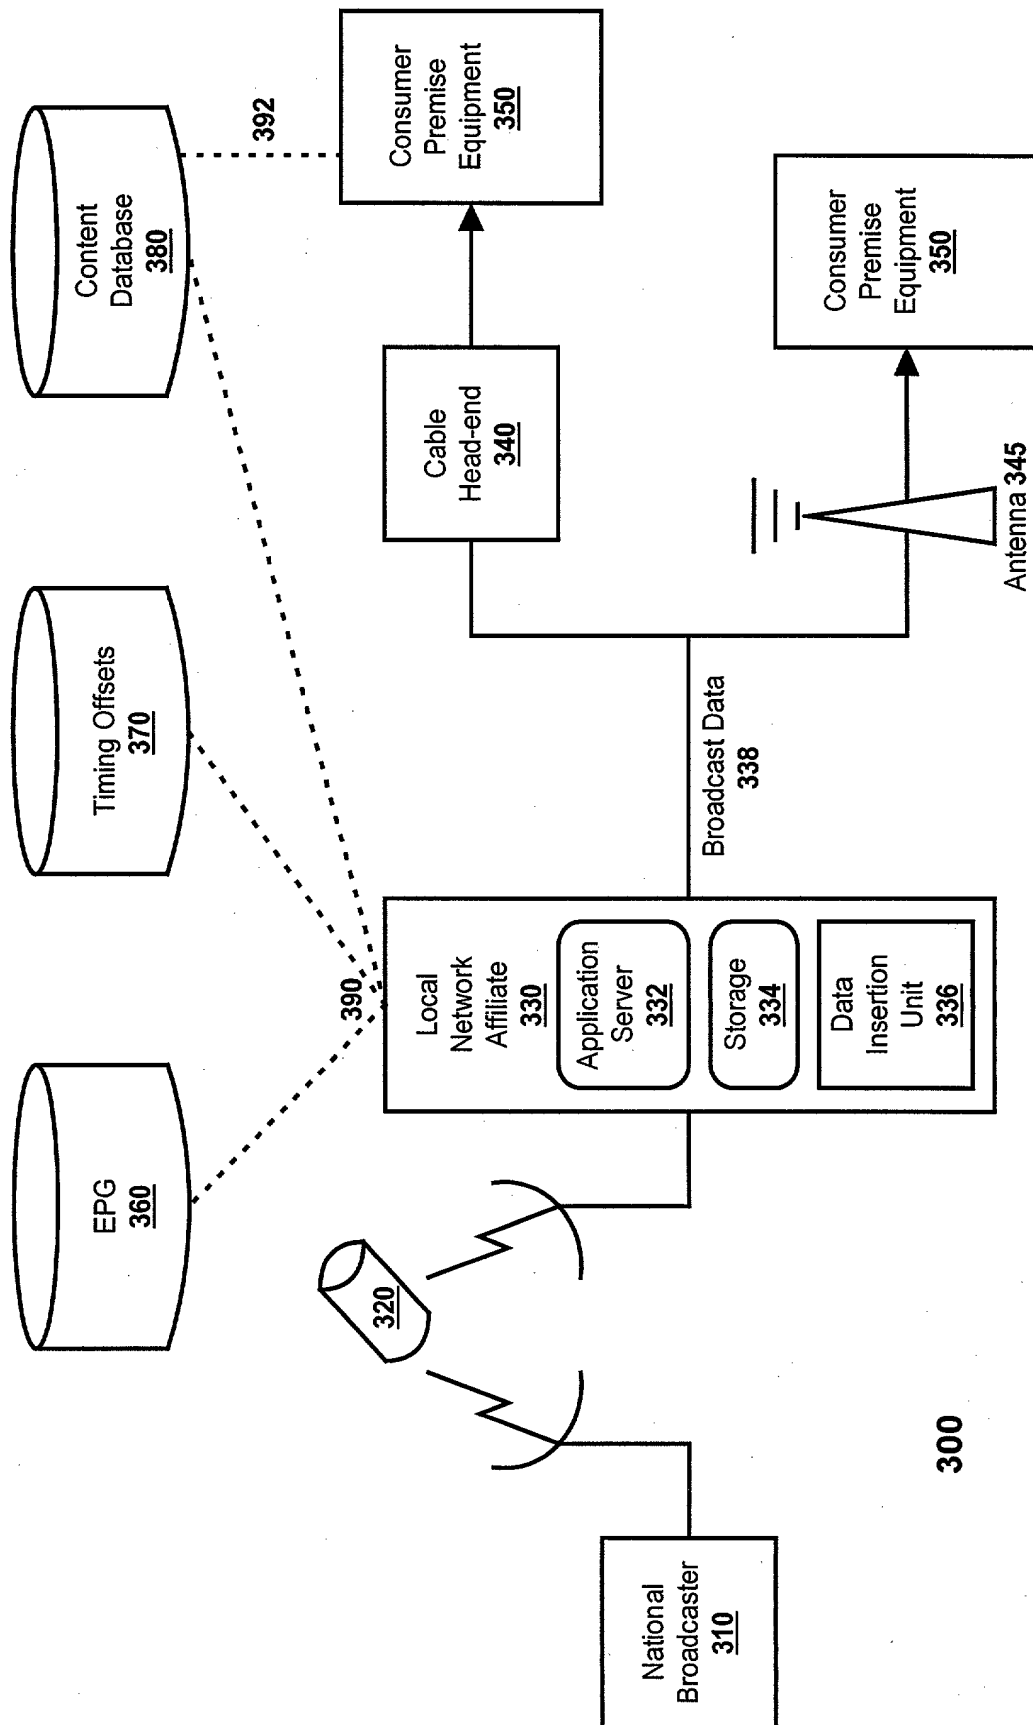 EPG
360
Timing Offsets
370
Content
Database
380
390
392
320
National
Broadcaster
310
Local
Network
Affiliate
330
Application
Server
332
Storage
334
Data
Insertion
Unit
336
Broadcast Data
338
Cable
Head-end
340
Consumer
Premise
Equipment
350
Antenna 345
Consumer
Premise
Equipment
350
300